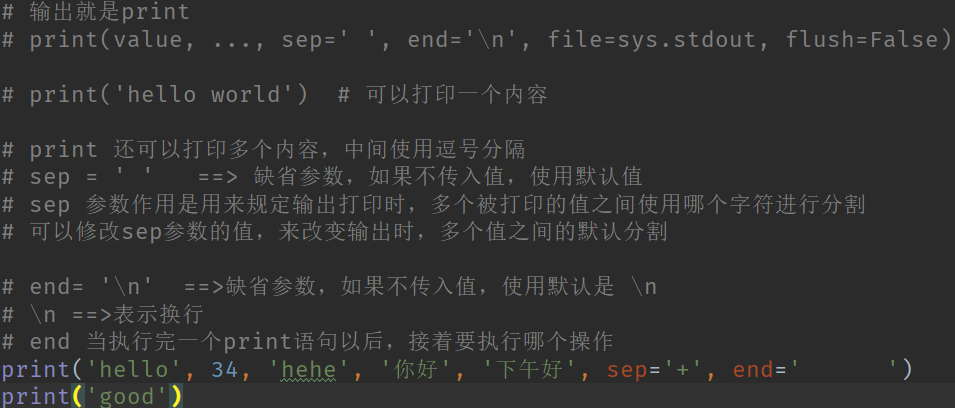 # 输出就是print
# print(value, ..., sep=' ', end='\n', file=sys.stdout, flush=False)
# print('hello world')  # 可以打印一个内容
# print 还可以打印多个内容，中间使用逗号分隔
# sep = ' '  ==> 缺省参数，如果不传入值，使用默认值
# sep 参数作用是用来规定输出打印时，多个被打印的值之间使用哪个字符进行分割
# 可以修改sep参数的值，来改变输出时，多个值之间的默认分割
# end= '\n'  ==>缺省参数，如果不传入值，使用默认是 \n
# \n ==>表示换行
# end 当执行完一个print语句以后，接着要执行哪个操作
print('hello', 34, 'hehe', '你好', '下午好', sep='+', end='      ')
print('good')